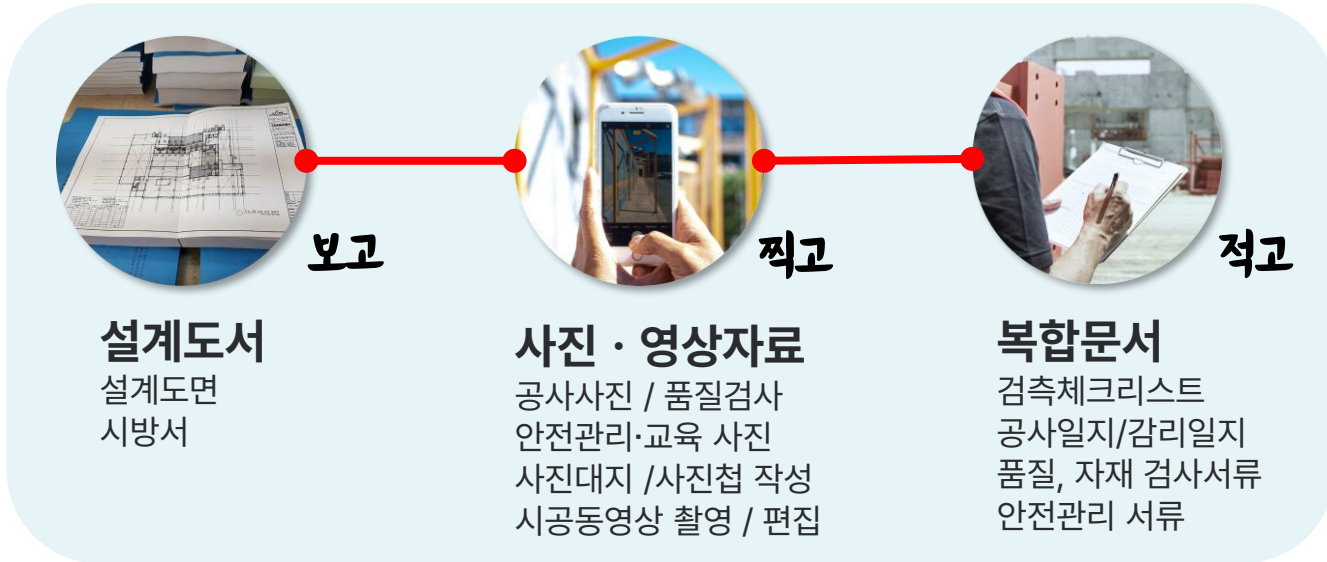 보고
찍고
적고
설계도서
설계도면
시방서
사진 · 영상자료
공사사진 / 품질검사
안전관리·교육 사진
사진대지 /사진첩 작성
시공동영상 촬영 / 편집
복합문서
검측체크리스트
공사일지/감리일지
품질, 자재 검사서류
안전관리 서류